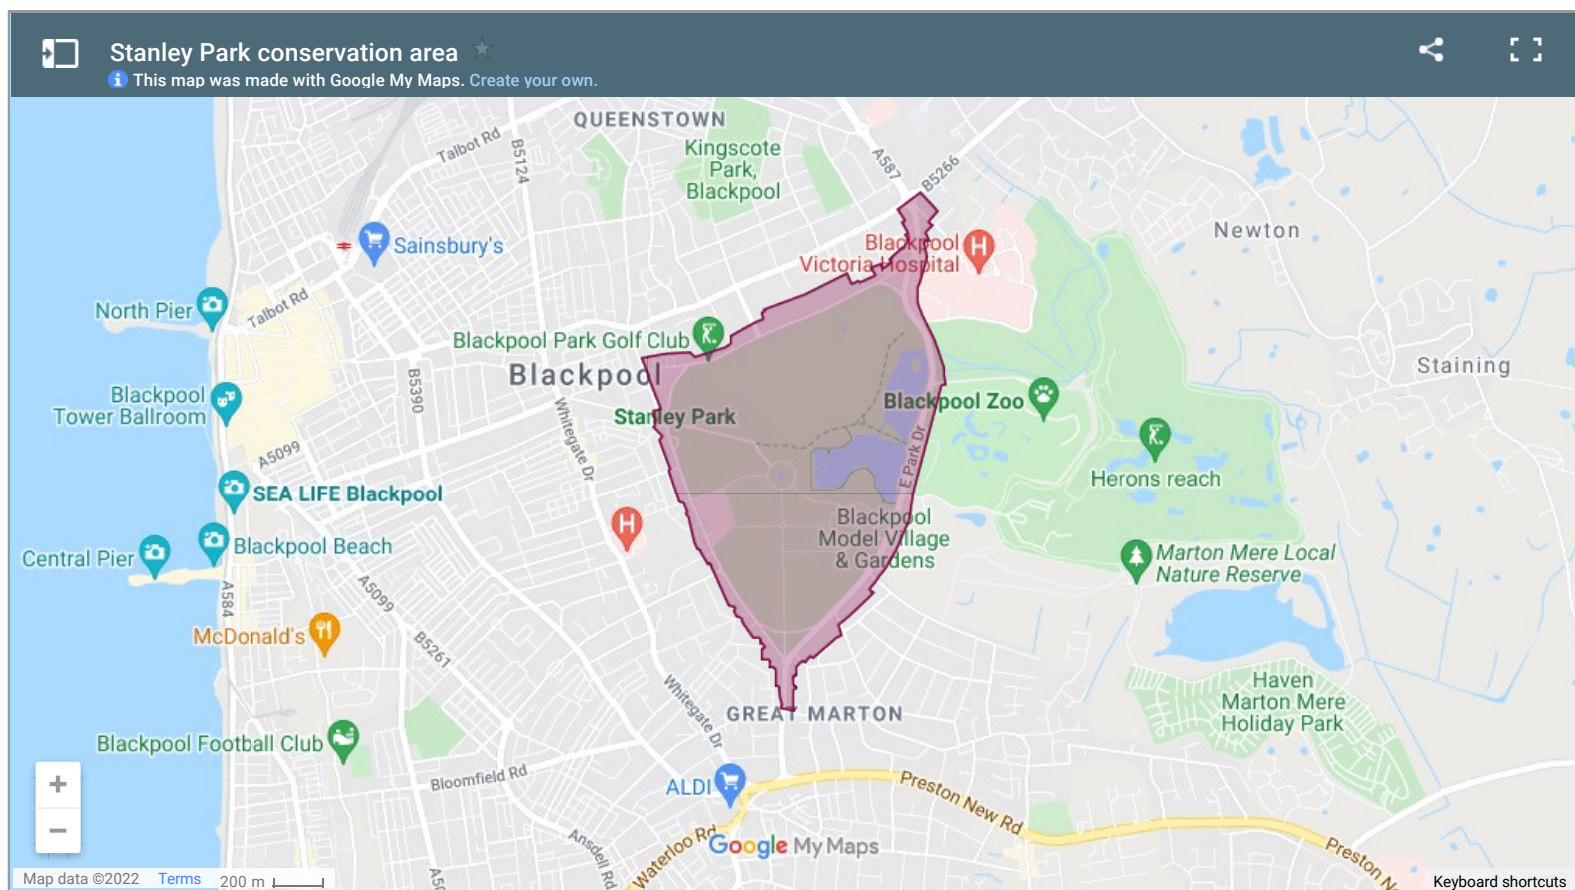 Stanley Park conservation area
This map was made with Google My Maps. Create your own.
QUEENSTOWN
Talbot Rd
B5124
Kingscote
Park,
Blackpool
A587
B5266
Newton
Sainsbury's
Blackpool
Victoria Hospital
H
North Pier
Talbot Rd
Blackpool Park Golf Club
Blackpool
Staining
B5390
Blackpool
Tower Ballroom
Stanley Park
Blackpool Zoo
Whitegate Dr
A5099
E Park Dr
Herons reach
SEA LIFE Blackpool
H
Blackpool
Model Village
& Gardens
Blackpool Beach
Central Pier
Marton Mere Local
Nature Reserve
A584
A5099
McDonald's
B5261
Whitegate Dr
Haven
Marton Mere
Holiday Park
GREAT MARTON
Blackpool Football Club
Bloomfield Rd
ALDI
Preston New Rd
+
−
Ansdell Rd
Waterloo Rd
Google My Maps
Preston N
A5
Map data ©2022
Terms
200 m
Keyboard shortcuts